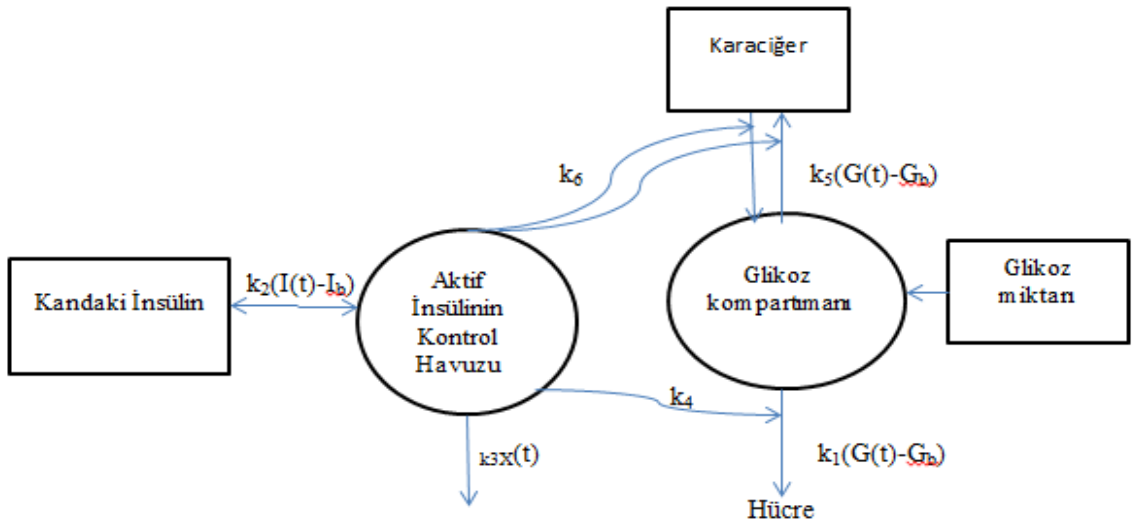 Karaciğer
k6
k5(G(t)-Gb)
Kandaki İnsülin
k2(I(t)-Ib)
Aktif
İnsülinin
Kontrol
Havuzu
Glikoz
kompartımanı
Glikoz
miktarı
k4
k3X(t)
k1(G(t)-Gb)
Hücre